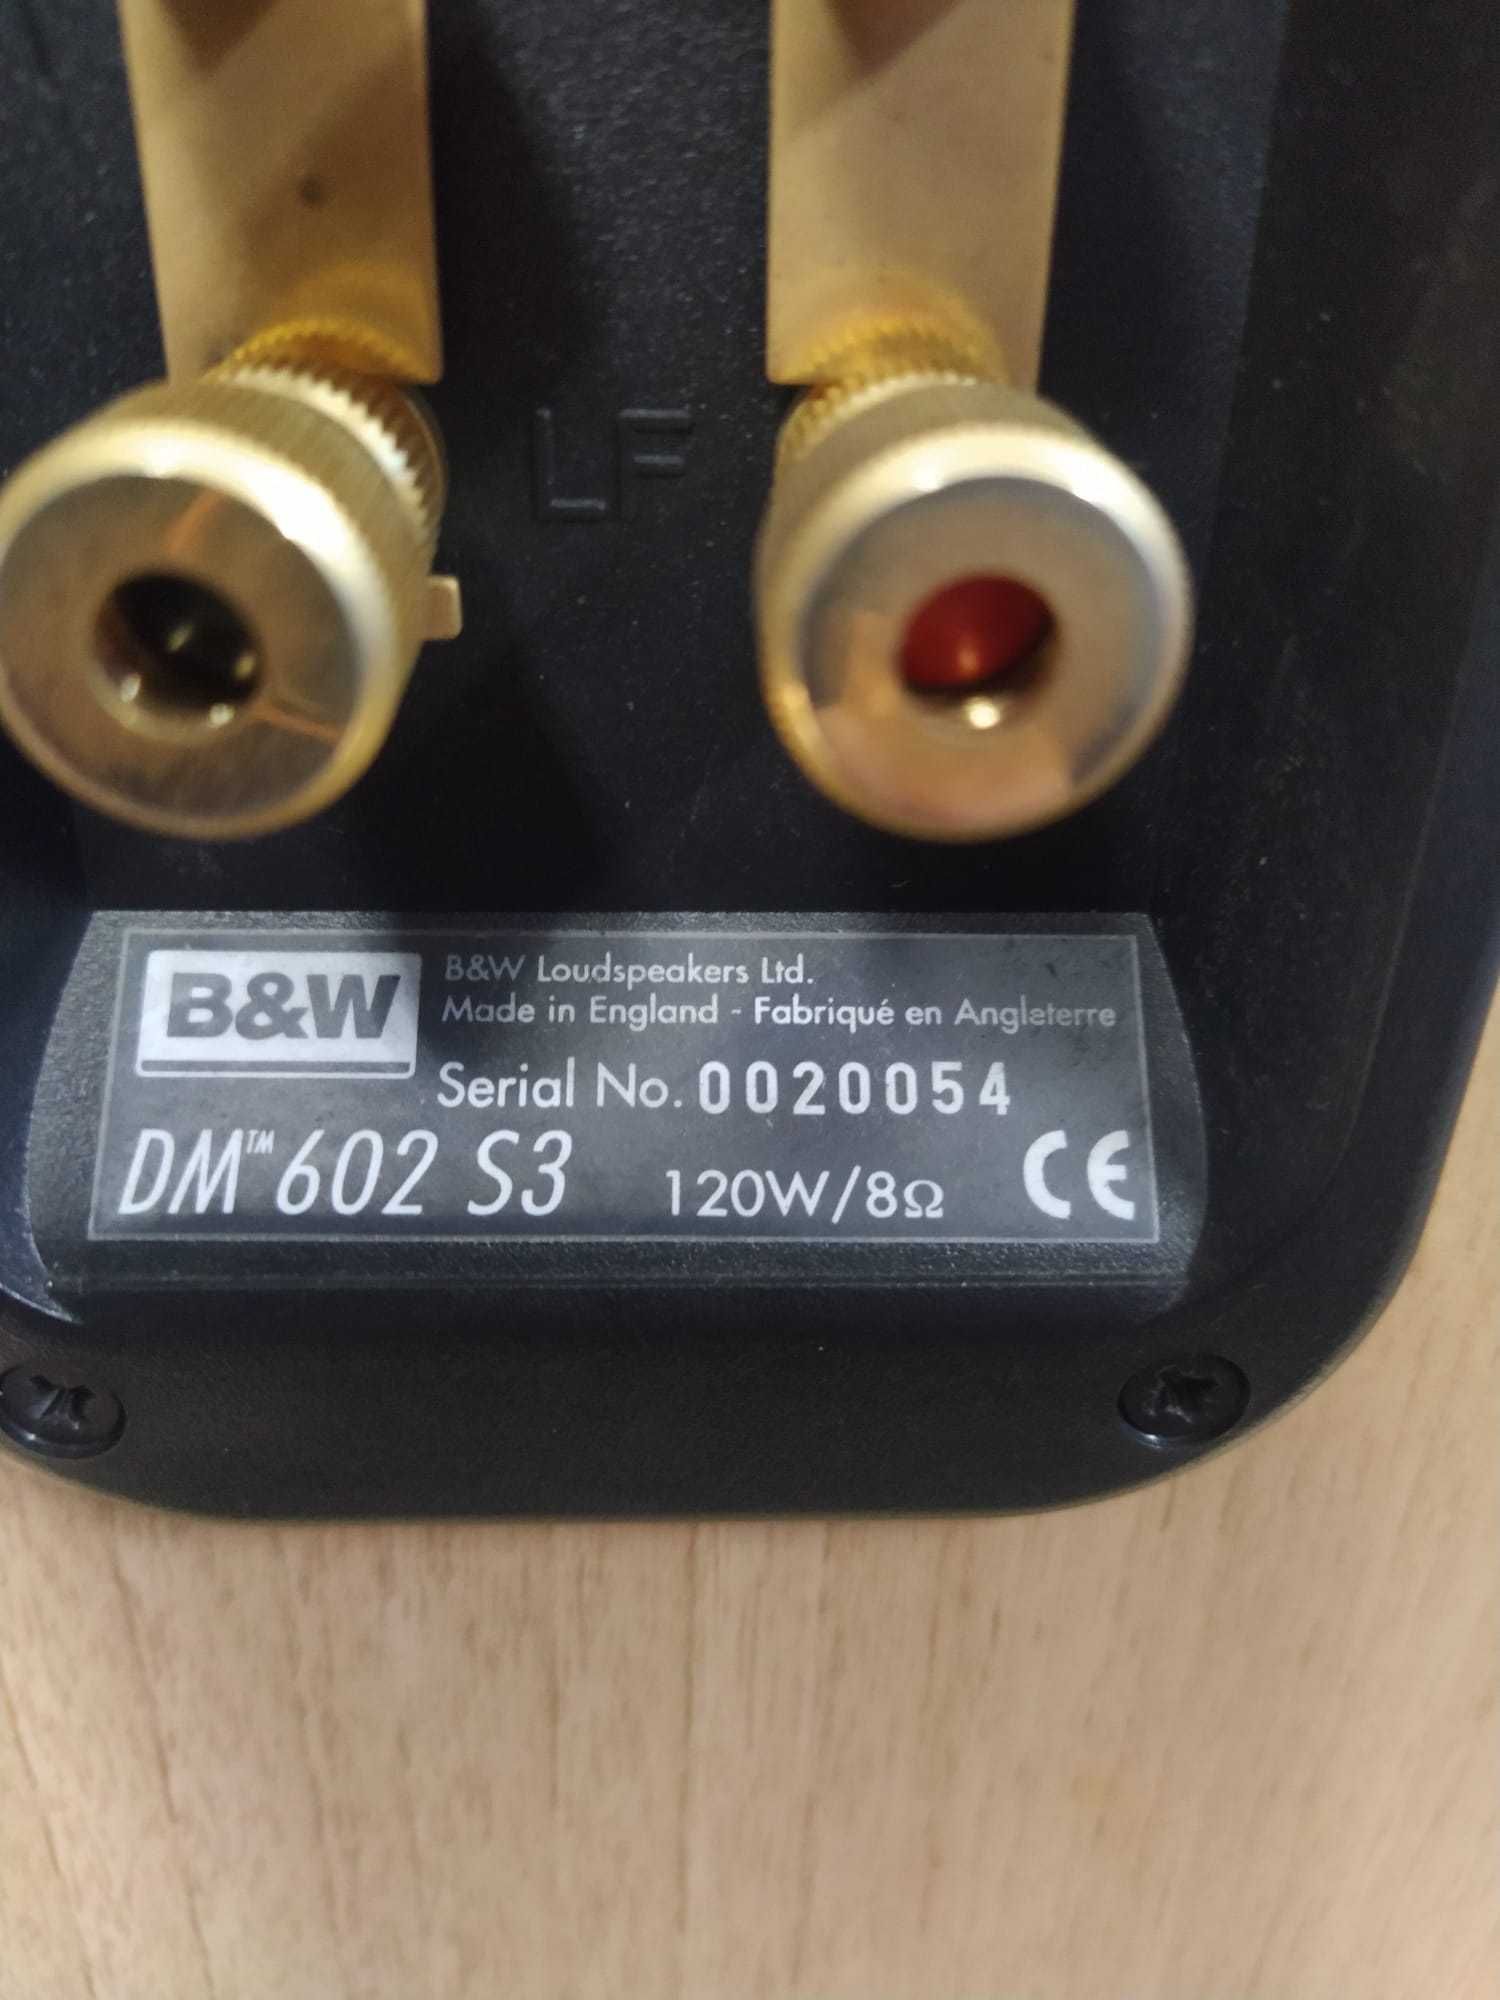 LF
B&W
B&W Loudspeakers Ltd.
Made in England - Fabriqué en Angleterre
Serial No. 0020054
DM™ 602 S3 120W/8Ω CE